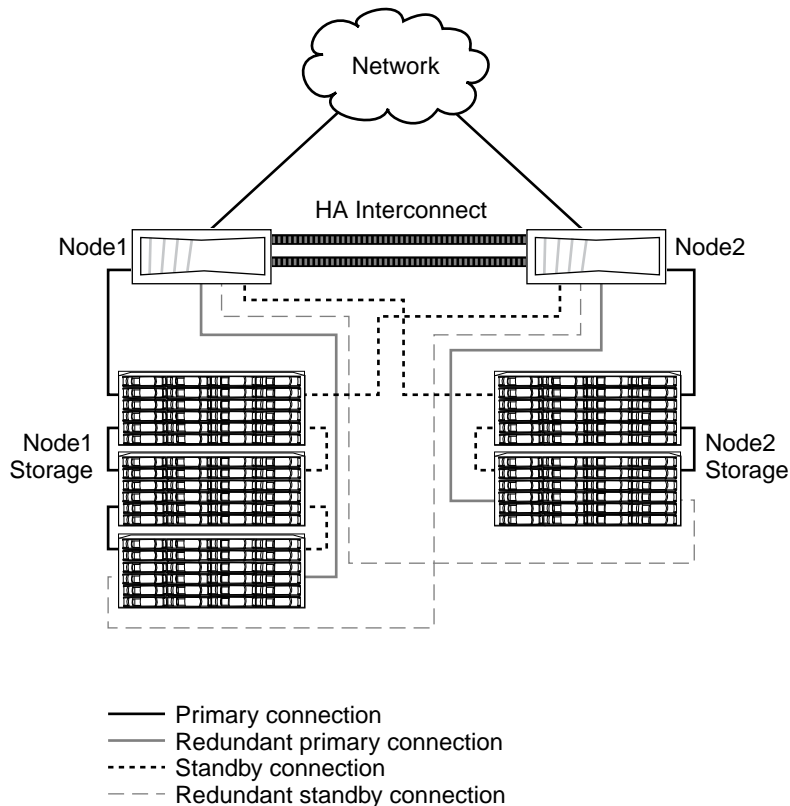 Network
HA Interconnect
Node1
Node2
Node1
Storage
Node2
Storage
Primary connection
Redundant primary connection
Standby connection
Redundant standby connection